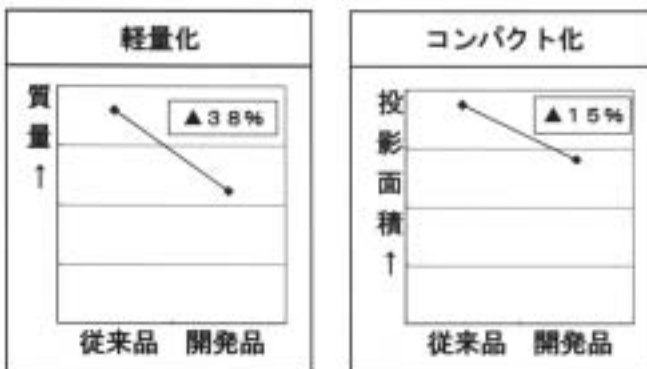 軽量化
質量↑
▲38%
従来品 開発品
コンパクト化
投影面積↑
▲15%
従来品 開発品